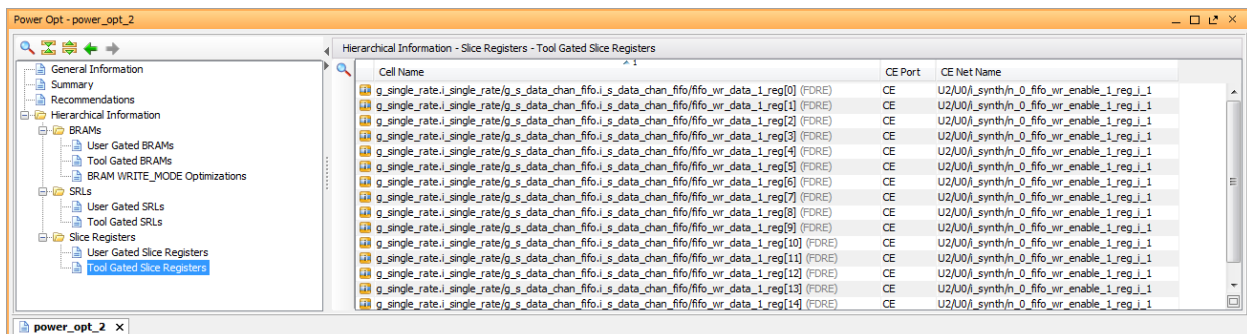 Power Opt - power_opt_2
General Information
Summary
Recommendations
Hierarchical Information
BRAMs
User Gated BRAMs
Tool Gated BRAMs
BRAM WRITE_MODE Optimizations
SRLs
User Gated SRLs
Tool Gated SRLs
Slice Registers
User Gated Slice Registers
Tool Gated Slice Registers
Hierarchical Information - Slice Registers - Tool Gated Slice Registers
Cell Name 1 CE Port CE Net Name
g_single_rate.i_single_rate/g_s_data_chan_fifo.i_s_data_chan_fifo/fifo_wr_data_1_reg[0] (FDRE) CE U2/U0/i_synth/n_0_fifo_wr_enable_1_reg_i_1
g_single_rate.i_single_rate/g_s_data_chan_fifo.i_s_data_chan_fifo/fifo_wr_data_1_reg[1] (FDRE) CE U2/U0/i_synth/n_0_fifo_wr_enable_1_reg_i_1
g_single_rate.i_single_rate/g_s_data_chan_fifo.i_s_data_chan_fifo/fifo_wr_data_1_reg[2] (FDRE) CE U2/U0/i_synth/n_0_fifo_wr_enable_1_reg_i_1
g_single_rate.i_single_rate/g_s_data_chan_fifo.i_s_data_chan_fifo/fifo_wr_data_1_reg[3] (FDRE) CE U2/U0/i_synth/n_0_fifo_wr_enable_1_reg_i_1
g_single_rate.i_single_rate/g_s_data_chan_fifo.i_s_data_chan_fifo/fifo_wr_data_1_reg[4] (FDRE) CE U2/U0/i_synth/n_0_fifo_wr_enable_1_reg_i_1
g_single_rate.i_single_rate/g_s_data_chan_fifo.i_s_data_chan_fifo/fifo_wr_data_1_reg[5] (FDRE) CE U2/U0/i_synth/n_0_fifo_wr_enable_1_reg_i_1
g_single_rate.i_single_rate/g_s_data_chan_fifo.i_s_data_chan_fifo/fifo_wr_data_1_reg[6] (FDRE) CE U2/U0/i_synth/n_0_fifo_wr_enable_1_reg_i_1
g_single_rate.i_single_rate/g_s_data_chan_fifo.i_s_data_chan_fifo/fifo_wr_data_1_reg[7] (FDRE) CE U2/U0/i_synth/n_0_fifo_wr_enable_1_reg_i_1
g_single_rate.i_single_rate/g_s_data_chan_fifo.i_s_data_chan_fifo/fifo_wr_data_1_reg[8] (FDRE) CE U2/U0/i_synth/n_0_fifo_wr_enable_1_reg_i_1
g_single_rate.i_single_rate/g_s_data_chan_fifo.i_s_data_chan_fifo/fifo_wr_data_1_reg[9] (FDRE) CE U2/U0/i_synth/n_0_fifo_wr_enable_1_reg_i_1
g_single_rate.i_single_rate/g_s_data_chan_fifo.i_s_data_chan_fifo/fifo_wr_data_1_reg[10] (FDRE) CE U2/U0/i_synth/n_0_fifo_wr_enable_1_reg_i_1
g_single_rate.i_single_rate/g_s_data_chan_fifo.i_s_data_chan_fifo/fifo_wr_data_1_reg[11] (FDRE) CE U2/U0/i_synth/n_0_fifo_wr_enable_1_reg_i_1
g_single_rate.i_single_rate/g_s_data_chan_fifo.i_s_data_chan_fifo/fifo_wr_data_1_reg[12] (FDRE) CE U2/U0/i_synth/n_0_fifo_wr_enable_1_reg_i_1
g_single_rate.i_single_rate/g_s_data_chan_fifo.i_s_data_chan_fifo/fifo_wr_data_1_reg[13] (FDRE) CE U2/U0/i_synth/n_0_fifo_wr_enable_1_reg_i_1
g_single_rate.i_single_rate/g_s_data_chan_fifo.i_s_data_chan_fifo/fifo_wr_data_1_reg[14] (FDRE) CE U2/U0/i_synth/n_0_fifo_wr_enable_1_reg_i_1
power_opt_2